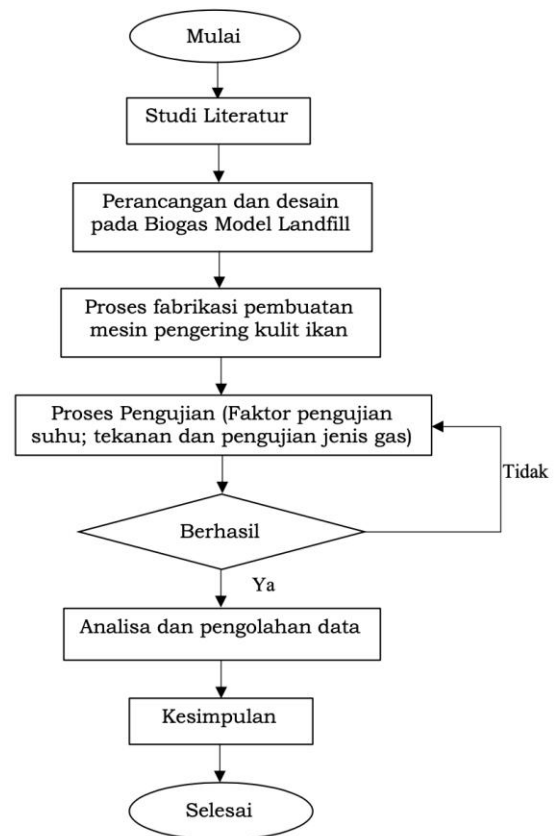 Mulai
Studi Literatur
Perancangan dan desain
pada Biogas Model Landfill
Proses fabrikasi pembuatan
mesin pengering kulit ikan
Proses Pengujian (Faktor pengujian
suhu; tekanan dan pengujian jenis gas)
Tidak
Berhasil
Ya
Analisa dan pengolahan data
Kesimpulan
Selesai